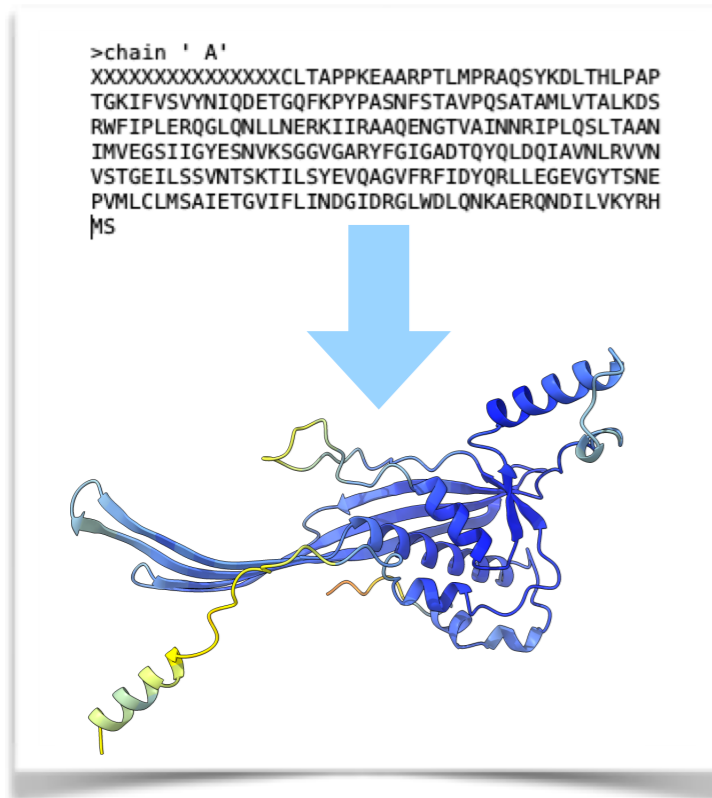 >chain ' A'
XXXXXXXXXXXXXXXCLTAPPKEAARPTLMPRAQSYKDLTHLPAP
TGKIFVSVYNIQDETGQFKPYPASNFSTAVPQSATAMLVTALKDS
RWFIPLERQGLQNLLNERKIIRAAQENGTVAINNRIPLQSLTAAN
IMVEGSIIGYESNVKSGGVGARYFGIGADTQYQLDQIAVNLRVVN
VSTGEILSSVNTSKTILSYEVQAGVFRFIDYQRLLEGEVGYTSNE
PVMLCLMSAIETGVIFLINDGIDRGLWDLQNKAERQNDILVKYRH
MS